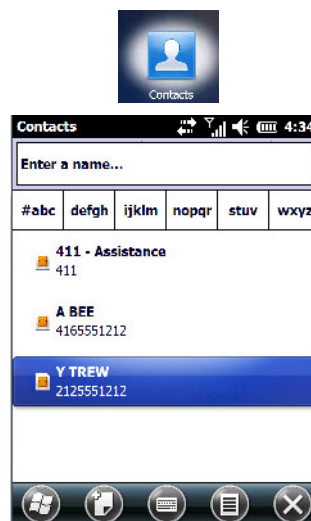 Contacts
Contacts 4:34
Enter a name...
#abc defgh ijklm nopqr stuv wxyz
411 - Assistance
411
A BEE
4165551212
Y TREW
2125551212